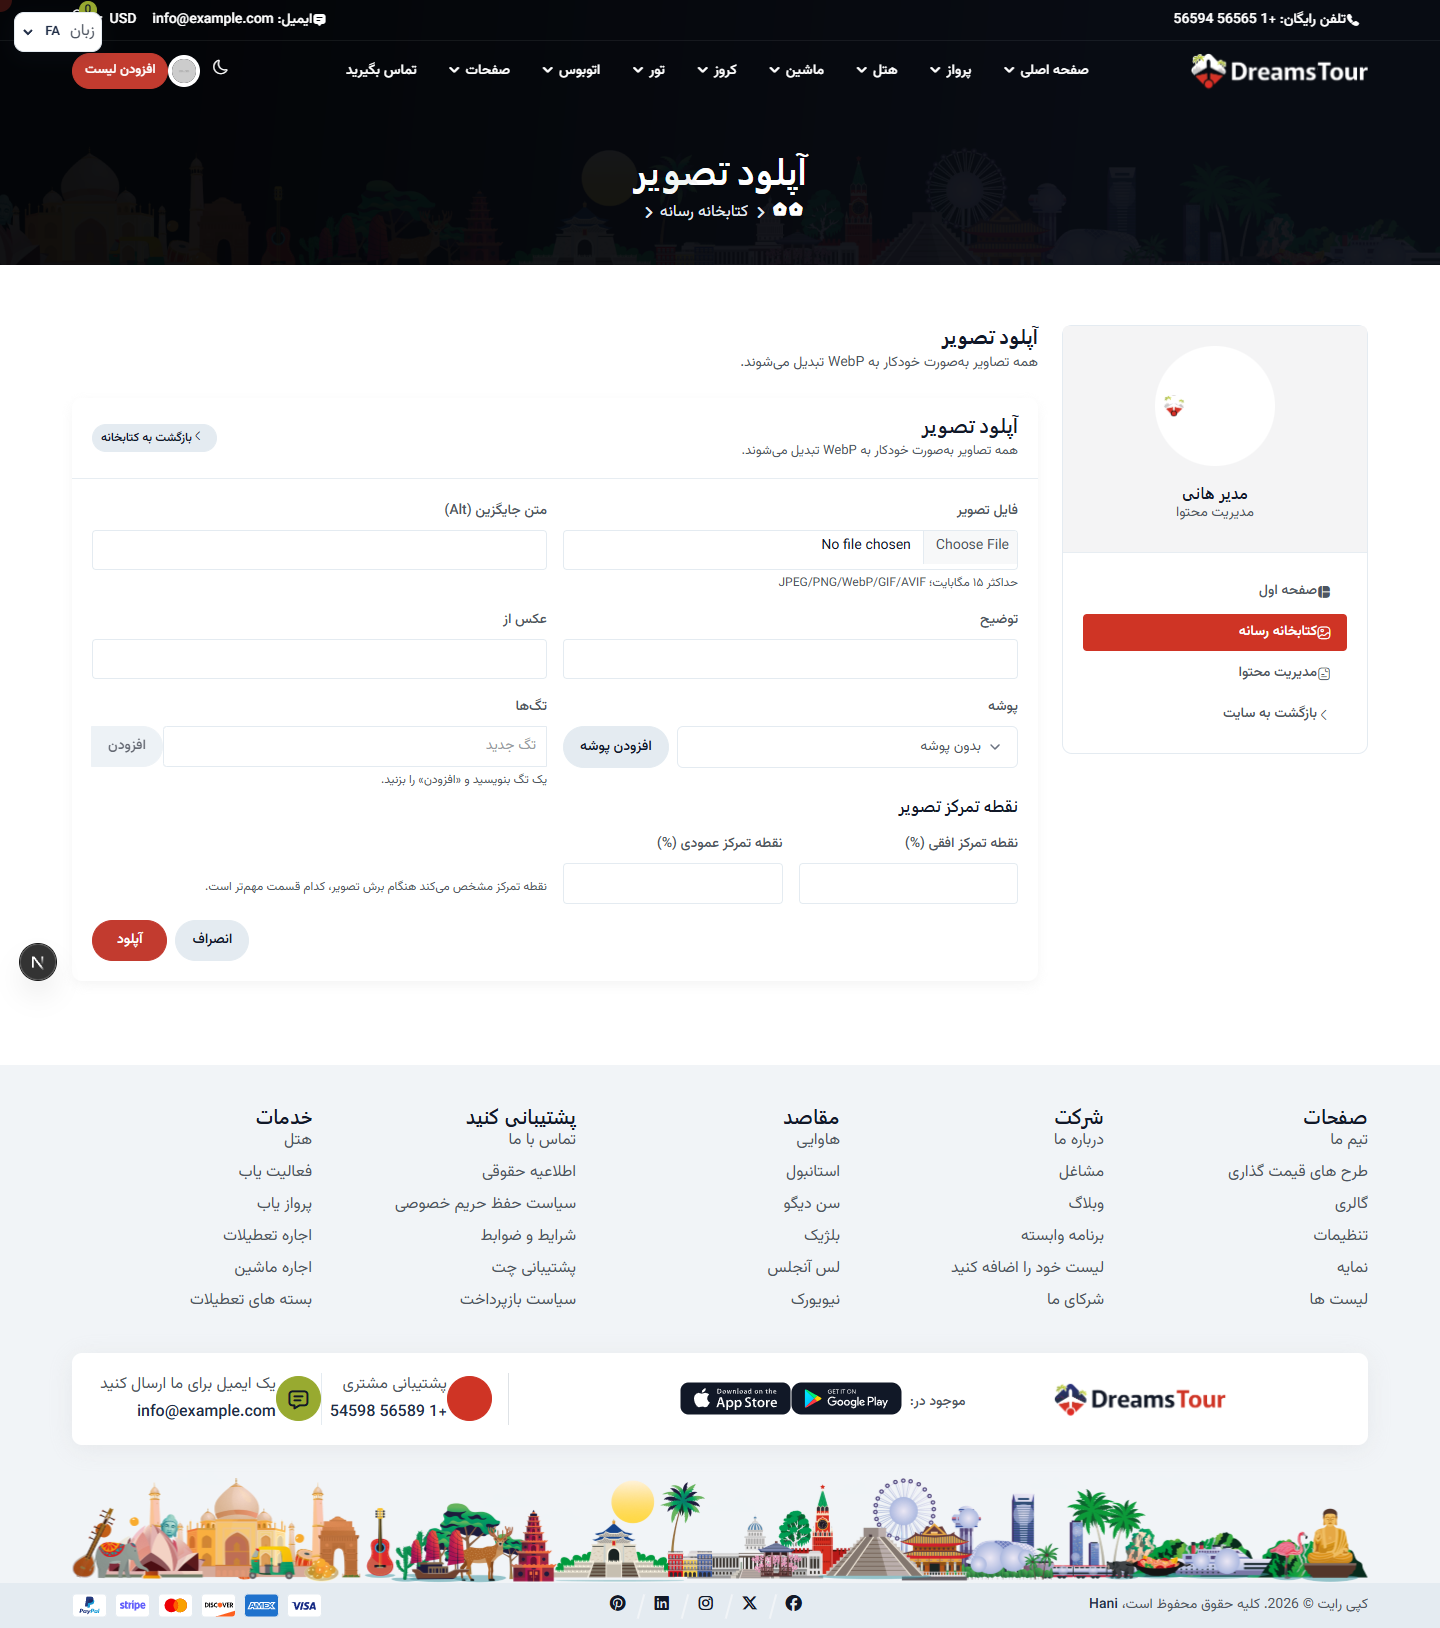 تلفن رایگان: +1 56565 56594
ایمیل: info@example.com
USD
0
زبان FA
DreamsTour
صفحه اصلی
پرواز
هتل
ماشین
کروز
تور
اتوبوس
صفحات
تماس بگیرید
افزودن لیست
آپلود تصویر
کتابخانه رسانه
مدیر هانی
مدیریت محتوا
صفحه اول
کتابخانه رسانه
مدیریت محتوا
بازگشت به سایت
آپلود تصویر
همه تصاویر به‌صورت خودکار به WebP تبدیل می‌شوند.
آپلود تصویر
همه تصاویر به‌صورت خودکار به WebP تبدیل می‌شوند.
بازگشت به کتابخانه
فایل تصویر
Choose File No file chosen
حداکثر ۱۵ مگابایت؛ JPEG/PNG/WebP/GIF/AVIF
متن جایگزین (Alt)
توضیح
عکس از
پوشه
بدون پوشه
افزودن پوشه
تگ‌ها
تگ جدید
افزودن
یک تگ بنویسید و «افزودن» را بزنید.
نقطه تمرکز تصویر
نقطه تمرکز افقی (%)
نقطه تمرکز عمودی (%)
نقطه تمرکز مشخص می‌کند هنگام برش تصویر، کدام قسمت مهم‌تر است.
انصراف
آپلود
N
صفحات
تیم ما
طرح های قیمت گذاری
گالری
تنظیمات
نمایه
لیست ها
شرکت
درباره ما
مشاغل
وبلاگ
برنامه وابسته
لیست خود را اضافه کنید
شرکای ما
مقاصد
هاوایی
استانبول
سن دیگو
بلژیک
لس آنجلس
نیویورک
پشتیبانی کنید
تماس با ما
اطلاعیه حقوقی
سیاست حفظ حریم خصوصی
شرایط و ضوابط
پشتیبانی چت
سیاست بازپرداخت
خدمات
هتل
فعالیت یاب
پرواز یاب
اجاره تعطیلات
اجاره ماشین
بسته های تعطیلات
DreamsTour
موجود در:
GET IT ON
Google Play
Download on the
App Store
پشتیبانی مشتری
+1 56589 54598
یک ایمیل برای ما ارسال کنید
info@example.com
کپی رایت © 2026. کلیه حقوق محفوظ است، Hani
PayPal
stripe
DISCOVER
AMEX
VISA